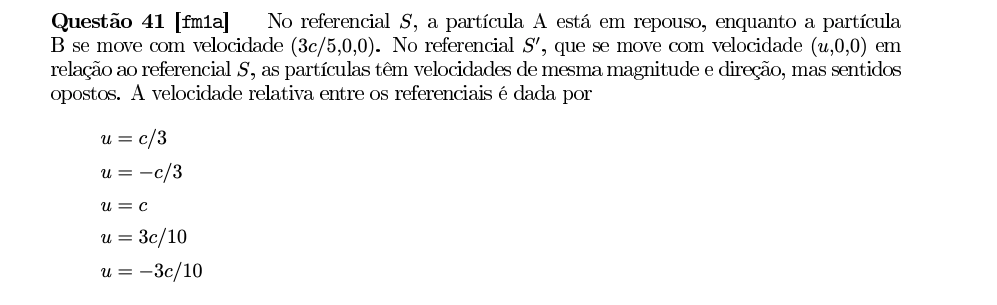 Questão 41 [fm1a] No referencial S, a partícula A está em repouso, enquanto a partícula
B se move com velocidade (3c/5,0,0). No referencial S′, que se move com velocidade (u,0,0) em
relação ao referencial S, as partículas têm velocidades de mesma magnitude e direção, mas sentidos
opostos. A velocidade relativa entre os referenciais é dada por
u = c/3
u = −c/3
u = c
u = 3c/10
u = −3c/10